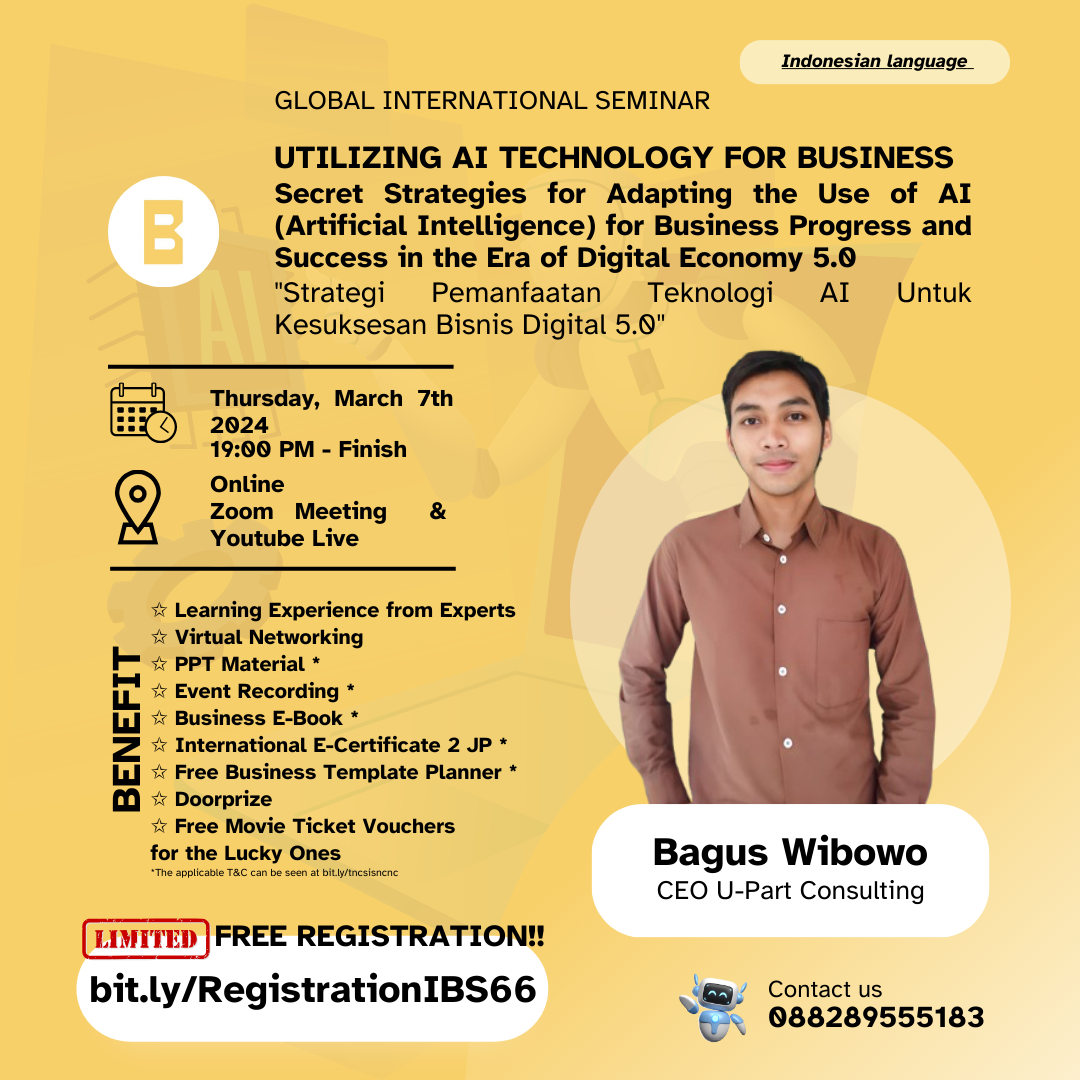 Indonesian language
GLOBAL INTERNATIONAL SEMINAR
UTILIZING AI TECHNOLOGY FOR BUSINESS
Secret Strategies for Adapting the Use of AI
(Artificial Intelligence) for Business Progress and
Success in the Era of Digital Economy 5.0
"Strategi Pemanfaatan Teknologi AI Untuk
Kesuksesan Bisnis Digital 5.0"
B
AI
Thursday, March 7th
2024
19:00 PM - Finish
Online
Zoom Meeting &
Youtube Live
BENEFIT
☆ Learning Experience from Experts
☆ Virtual Networking
☆ PPT Material *
☆ Event Recording *
☆ Business E-Book *
☆ International E-Certificate 2 JP *
☆ Free Business Template Planner *
☆ Doorprize
☆ Free Movie Ticket Vouchers
for the Lucky Ones
*The applicable T&C can be seen at bit.ly/tncsisncnc
Bagus Wibowo
CEO U-Part Consulting
LIMITED FREE REGISTRATION!!
bit.ly/RegistrationIBS66
Contact us
088289555183